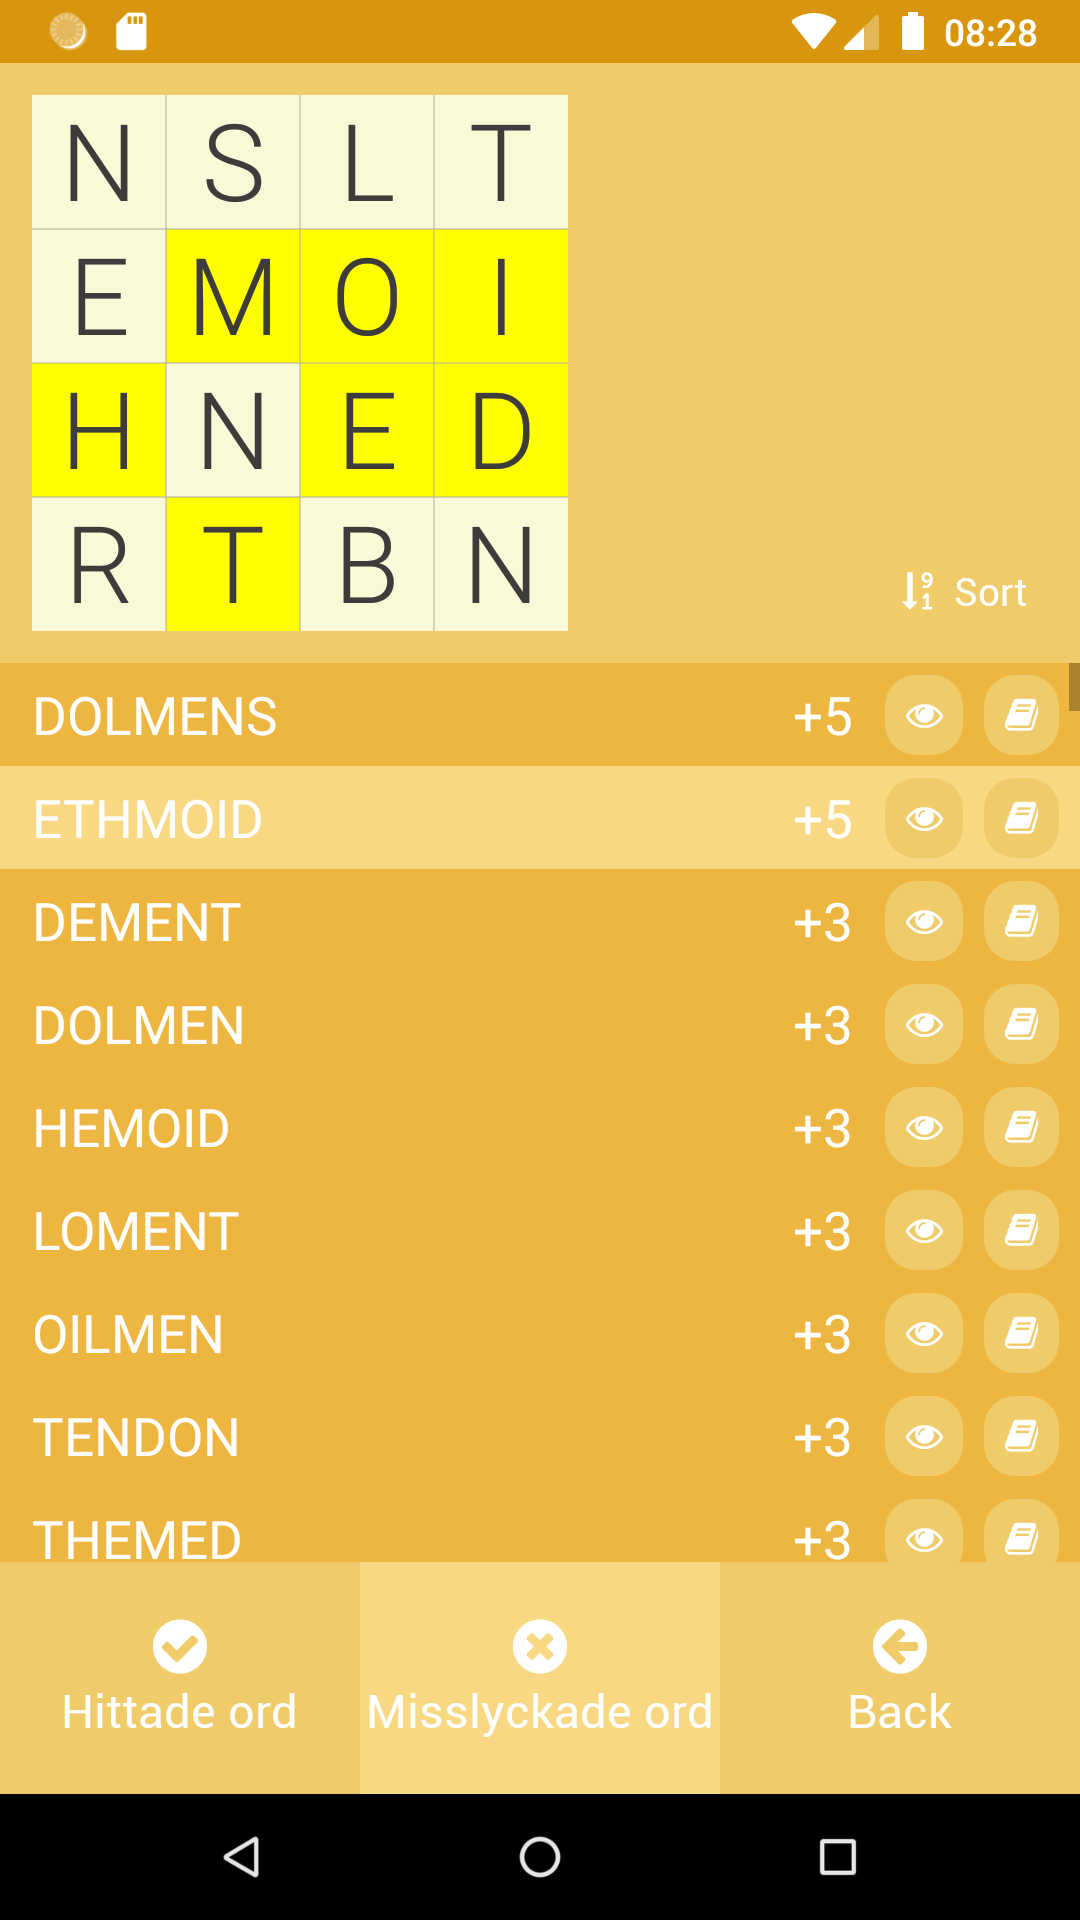 08:28
N S L T
E M O I
H N E D
R T B N
Sort
DOLMENS +5
ETHMOID +5
DEMENT +3
DOLMEN +3
HEMOID +3
LOMENT +3
OILMEN +3
TENDON +3
THEMED +3
Hittade ord Misslyckade ord Back